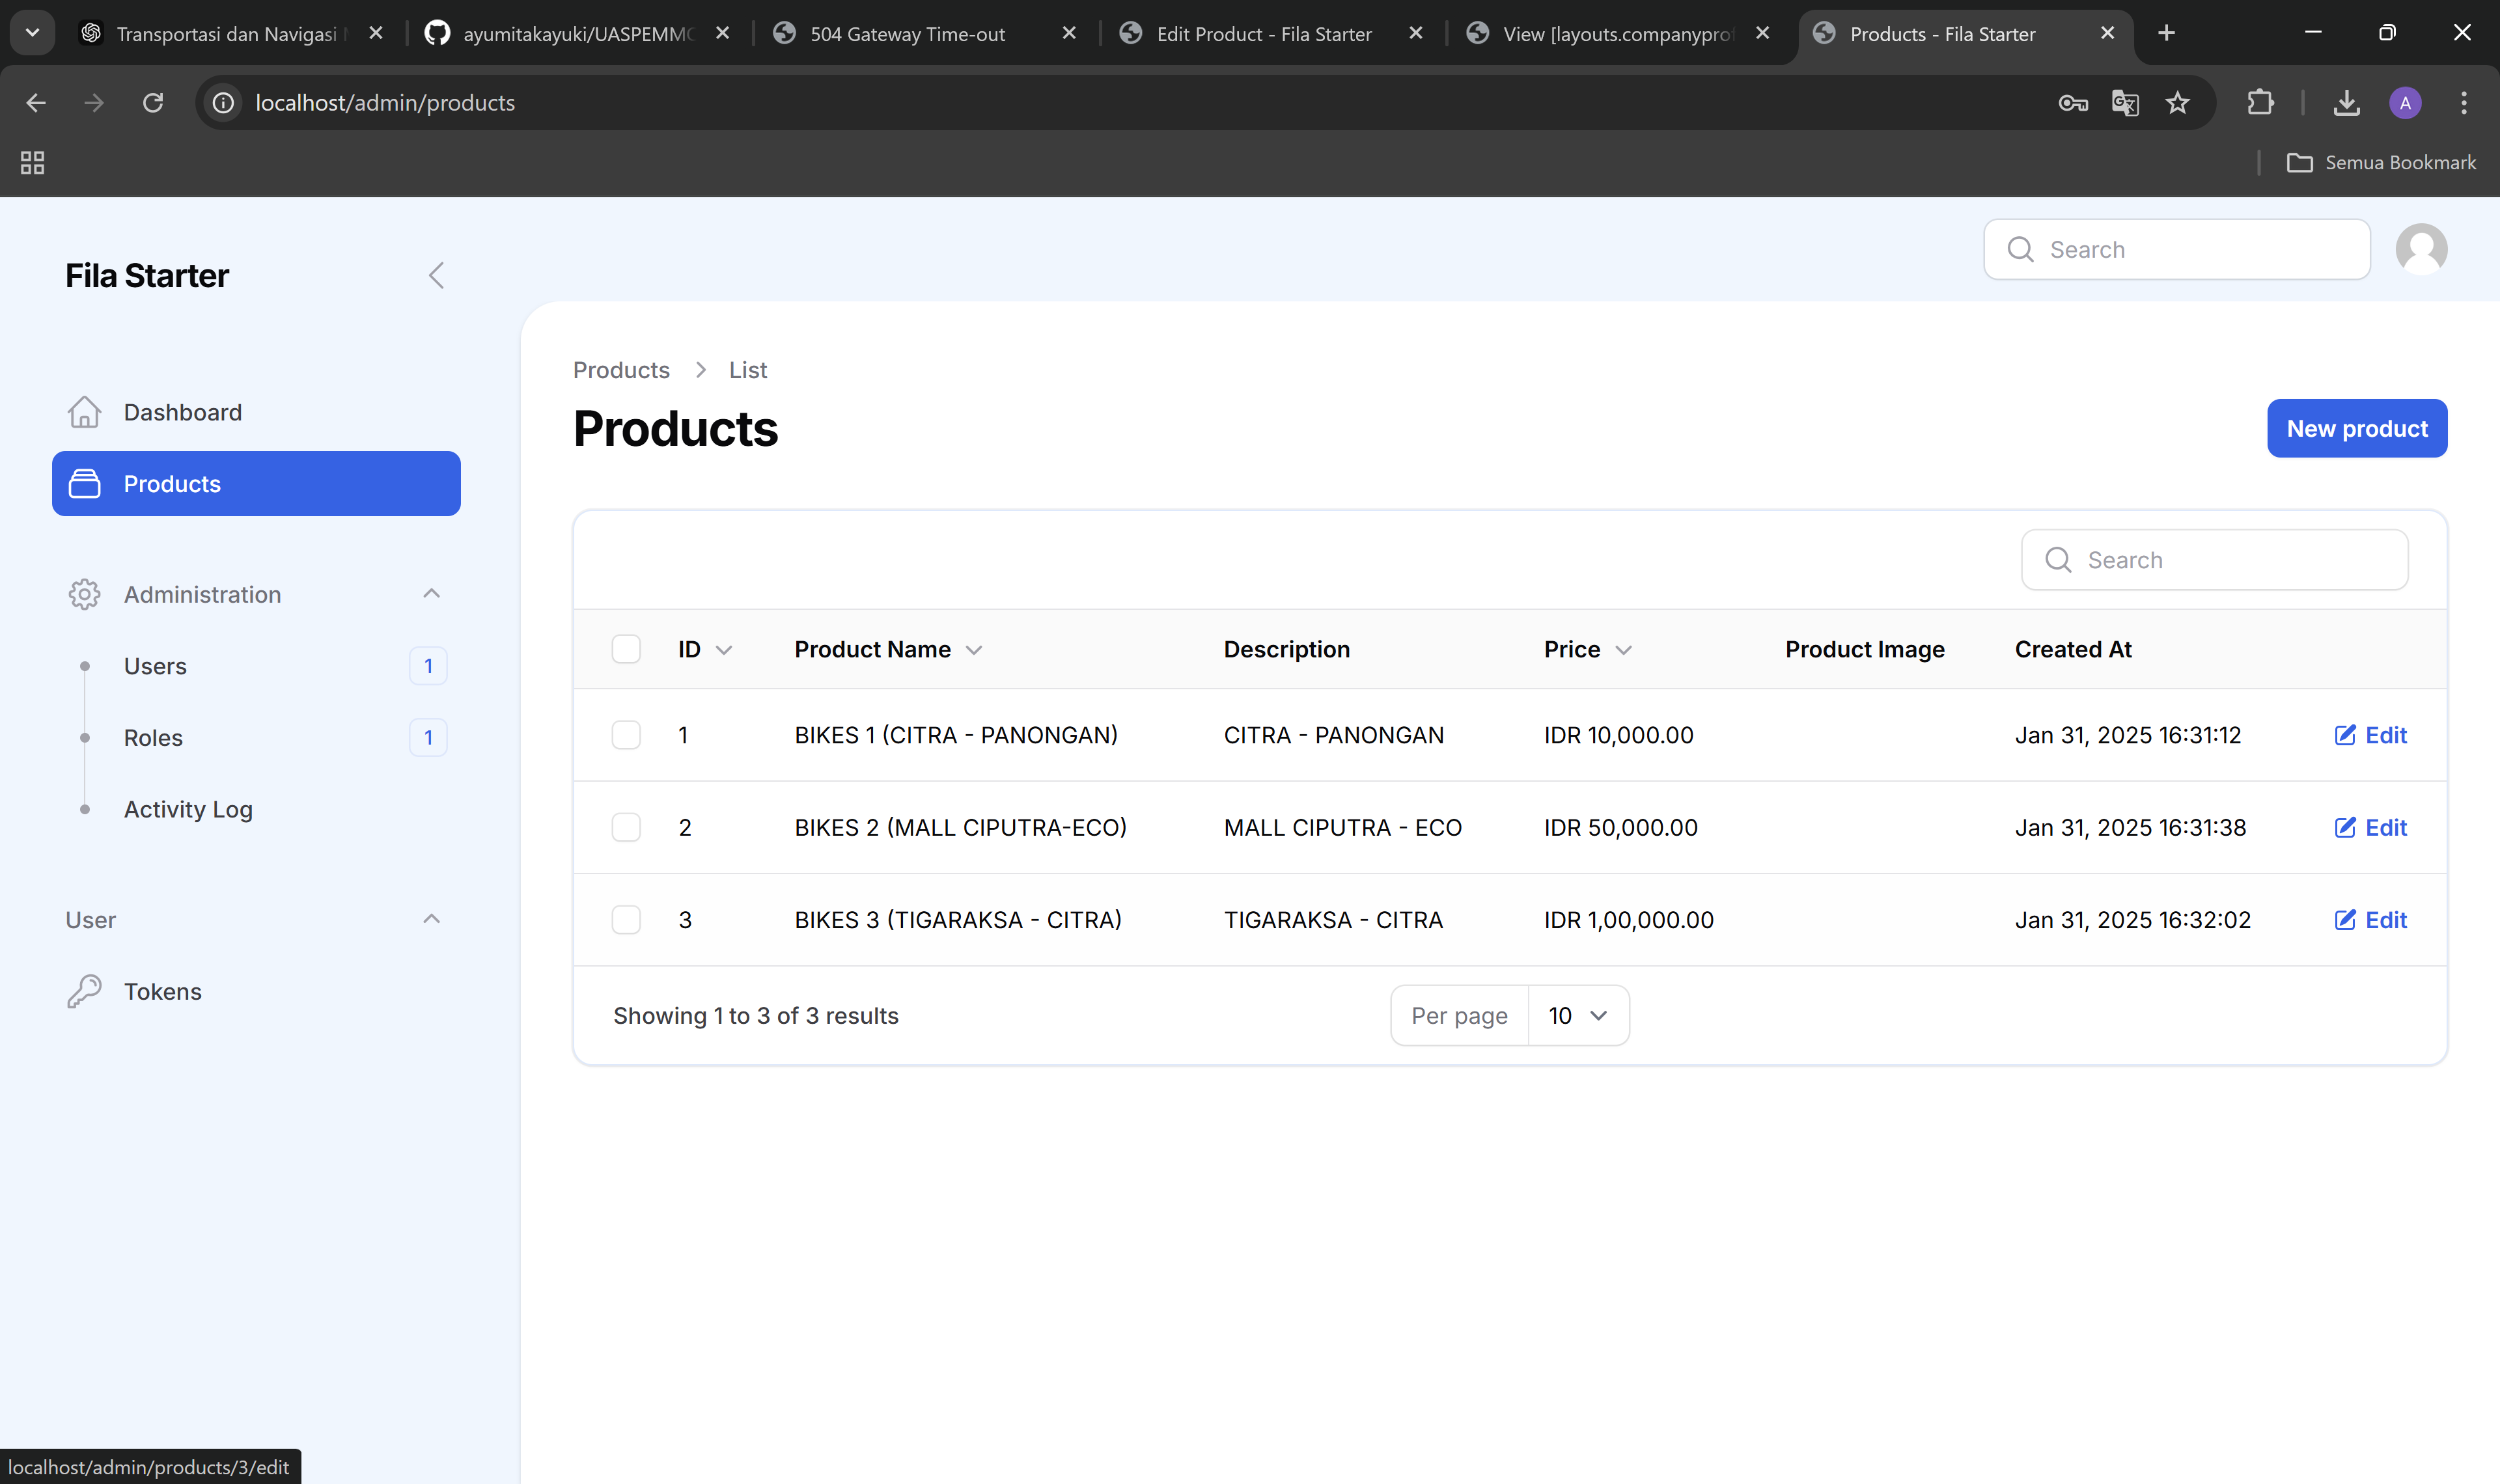 Transportasi dan Navigasi
ayumitakayuki/UASPEMMO
504 Gateway Time-out
Edit Product - Fila Starter
View [layouts.companyprof
Products - Fila Starter
localhost/admin/products
A
Semua Bookmark
Fila Starter
Search
Dashboard
Products
Administration
Users 1
Roles 1
Activity Log
User
Tokens
Products > List
Products
New product
Search
ID Product Name Description Price Product Image Created At
1 BIKES 1 (CITRA - PANONGAN) CITRA - PANONGAN IDR 10,000.00 Jan 31, 2025 16:31:12 Edit
2 BIKES 2 (MALL CIPUTRA-ECO) MALL CIPUTRA - ECO IDR 50,000.00 Jan 31, 2025 16:31:38 Edit
3 BIKES 3 (TIGARAKSA - CITRA) TIGARAKSA - CITRA IDR 1,00,000.00 Jan 31, 2025 16:32:02 Edit
Showing 1 to 3 of 3 results
Per page 10
localhost/admin/products/3/edit